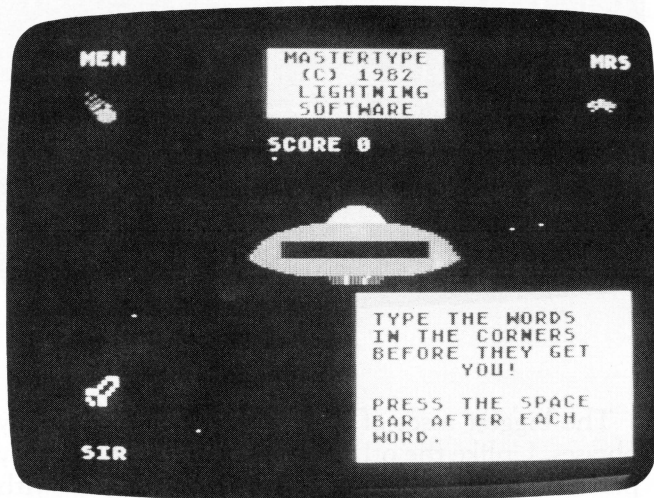 MEN
MASTERTYPE
(C) 1982
LIGHTNING
SOFTWARE
MRS
SCORE 0
TYPE THE WORDS
IN THE CORNERS
BEFORE THEY GET
YOU!
PRESS THE SPACE
BAR AFTER EACH
WORD.
SIR